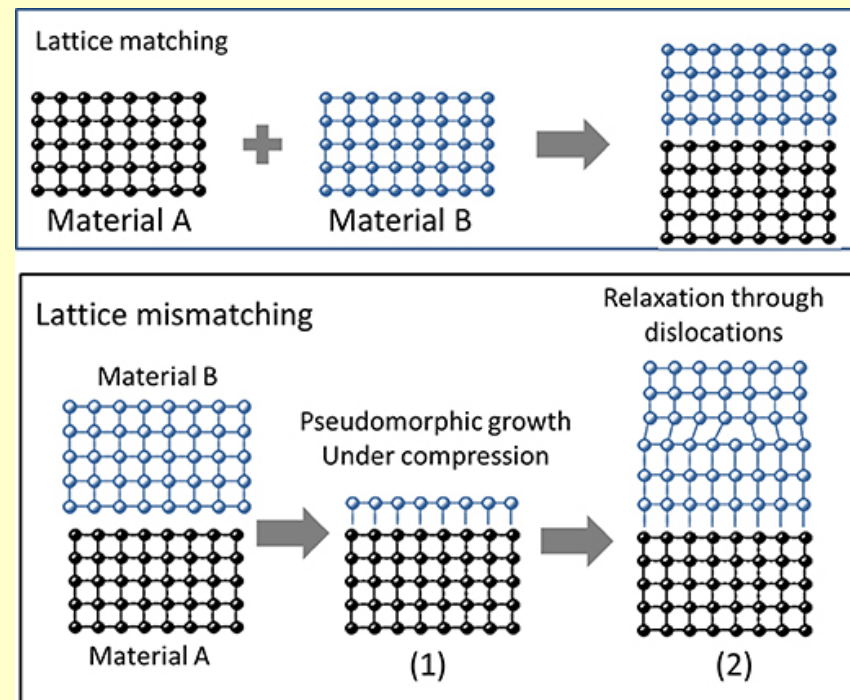 Lattice matching
Material A
Material B
Lattice mismatching
Material B
Material A
Pseudomorphic growth
Under compression
(1)
Relaxation through
dislocations
(2)